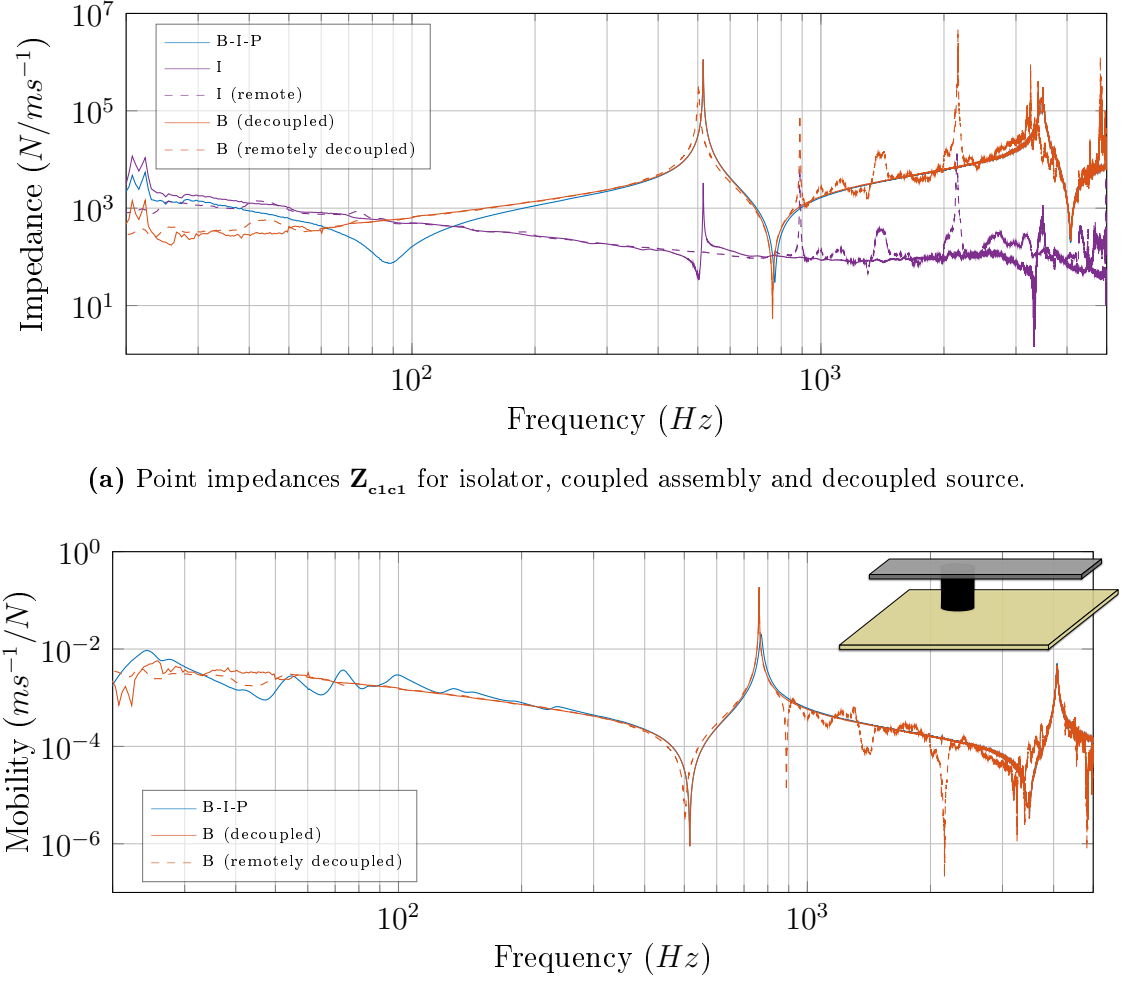 10^7
10^5
10^3
10^1
Impedance (N/ms^−1)
B-I-P
I
I (remote)
B (decoupled)
B (remotely decoupled)
10^2
10^3
Frequency (Hz)
(a) Point impedances Z_c1c1 for isolator, coupled assembly and decoupled source.
10^0
10^−2
10^−4
10^−6
Mobility (ms^−1/N)
B-I-P
B (decoupled)
B (remotely decoupled)
10^2
10^3
Frequency (Hz)